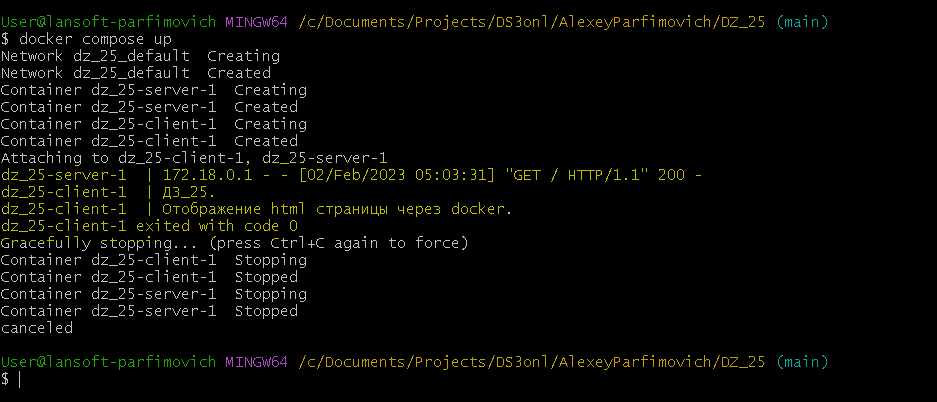 User@lansoft-parfimovich MINGW64 /c/Documents/Projects/DS3onl/AlexeyParfimovich/DZ_25 (main)
$ docker compose up
Network dz_25_default  Creating
Network dz_25_default  Created
Container dz_25-server-1  Creating
Container dz_25-server-1  Created
Container dz_25-client-1  Creating
Container dz_25-client-1  Created
Attaching to dz_25-client-1, dz_25-server-1
dz_25-server-1  | 172.18.0.1 - - [02/Feb/2023 05:03:31] "GET / HTTP/1.1" 200 -
dz_25-client-1  | ДЗ_25.
dz_25-client-1  | Отображение html страницы через docker.
dz_25-client-1 exited with code 0
Gracefully stopping... (press Ctrl+C again to force)
Container dz_25-client-1  Stopping
Container dz_25-client-1  Stopped
Container dz_25-server-1  Stopping
Container dz_25-server-1  Stopped
canceled
User@lansoft-parfimovich MINGW64 /c/Documents/Projects/DS3onl/AlexeyParfimovich/DZ_25 (main)
$